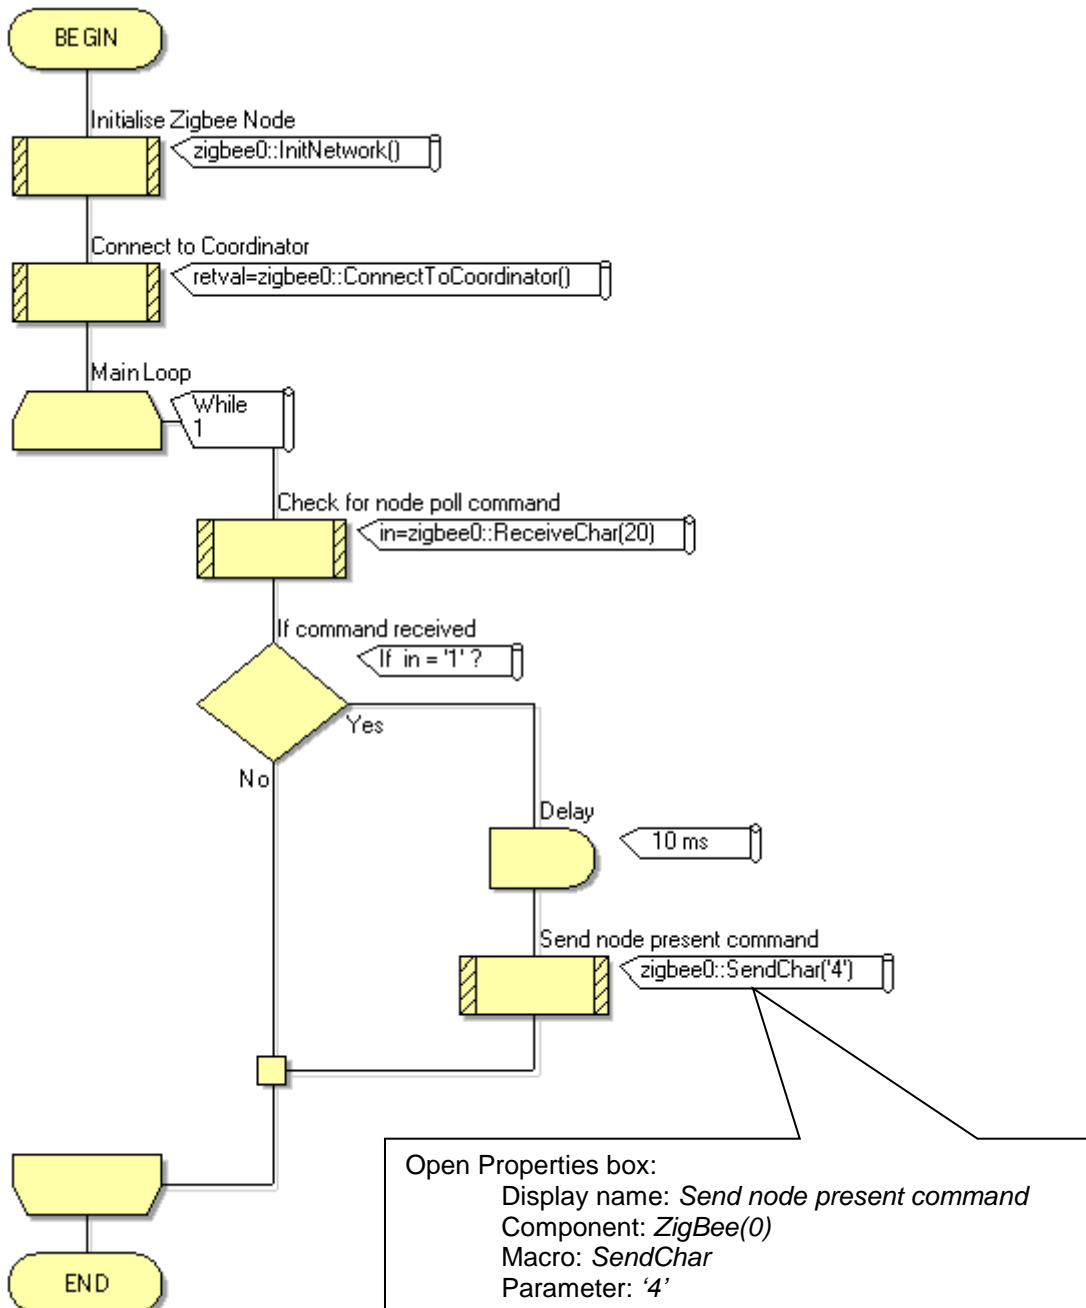 BEGIN
Initialise Zigbee Node
zigbee0::InitNetwork()
Connect to Coordinator
retval=zigbee0::ConnectToCoordinator()
Main Loop
While
1
Check for node poll command
in=zigbee0::ReceiveChar(20)
If command received
If in = '1' ?
Yes
No
Delay
10 ms
Send node present command
zigbee0::SendChar('4')
Open Properties box:
Display name: Send node present command
Component: ZigBee(0)
Macro: SendChar
Parameter: ‘4’
END